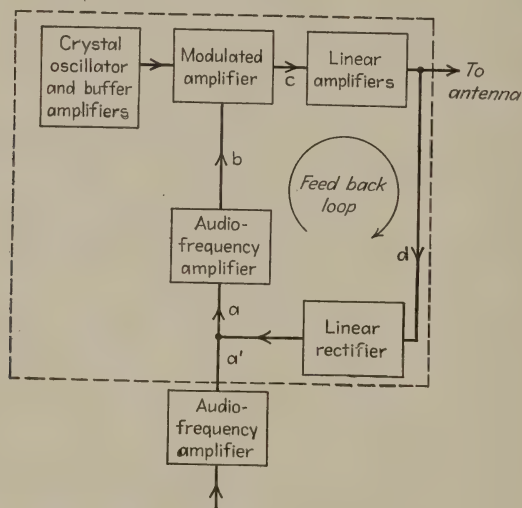 Crystal
oscillator
and buffer
amplifiers
Modulated
amplifier
c
Linear
amplifiers
To
antenna
b
Feed back
loop
Audio-
frequency
amplifier
d
a
Linear
rectifier
a'
Audio-
frequency
amplifier